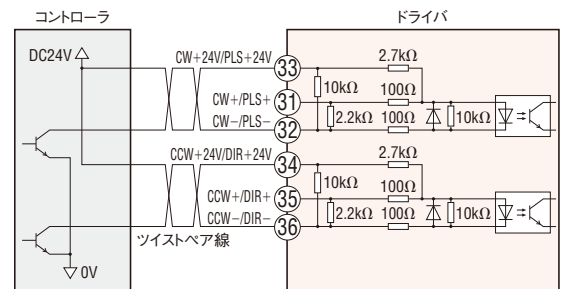 コントローラ
ドライバ
DC24V
CW+24V/PLS+24V
33
2.7kΩ
10kΩ
CW+/PLS+
31
100Ω
CW−/PLS-
32
2.2kΩ
100Ω
10kΩ
CCW+24V/DIR+24V
34
2.7kΩ
10kΩ
CCW+/DIR+
35
100Ω
CCW−/DIR−
36
2.2kΩ
100Ω
10kΩ
ツイストペア線
0V